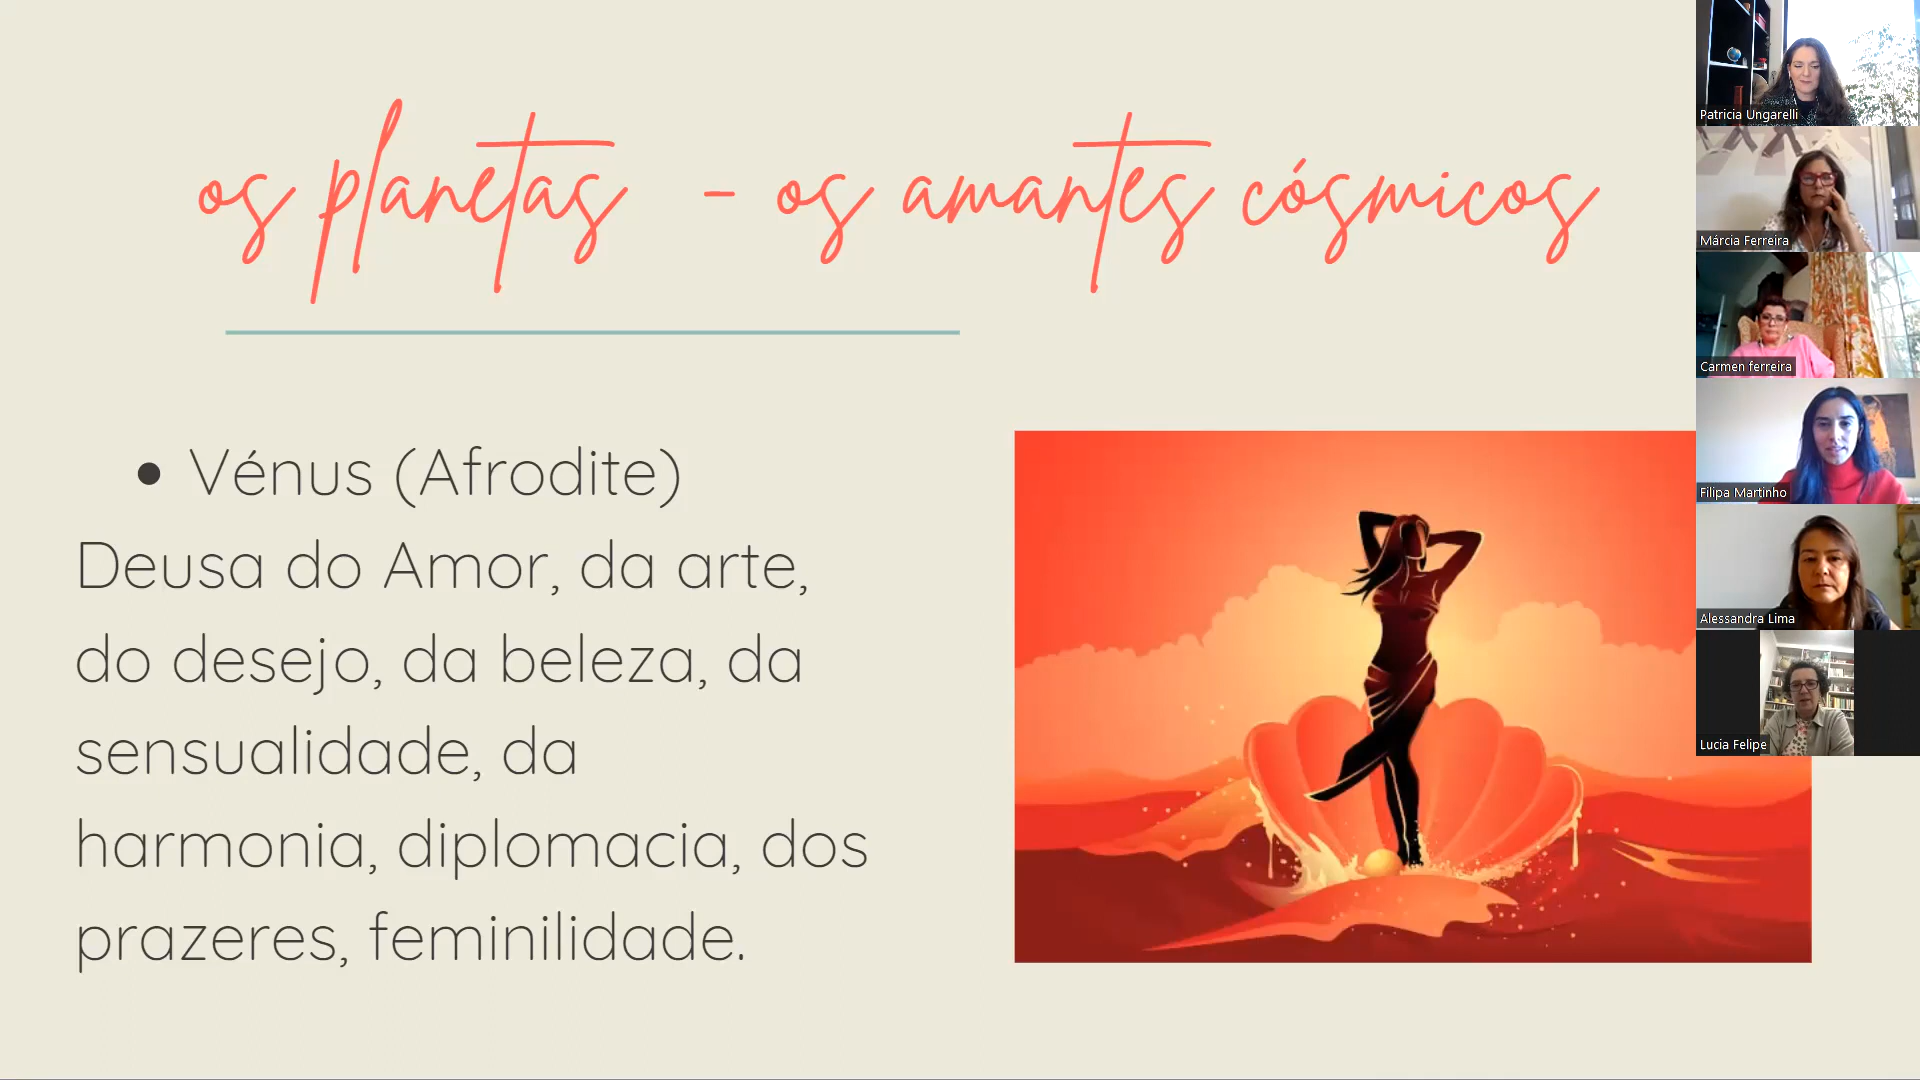 os planetas - os amantes cósmicos
• Vénus (Afrodite)
Deusa do Amor, da arte,
do desejo, da beleza, da
sensualidade, da
harmonia, diplomacia, dos
prazeres, feminilidade.
Patricia Ungarelli
Márcia Ferreira
Carmen ferreira
Filipa Martinho
Alessandra Lima
Lucia Felipe